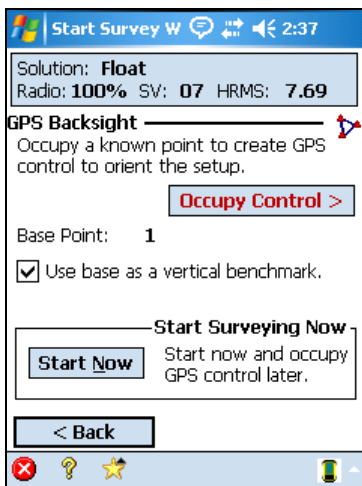 Start Survey W 2:37
Solution: Float
Radio: 100% SV: 07 HRMS: 7.69
GPS Backsight
Occupy a known point to create GPS
control to orient the setup.
Occupy Control >
Base Point: 1
Use base as a vertical benchmark.
Start Surveying Now
Start Now
Start now and occupy
GPS control later.
< Back